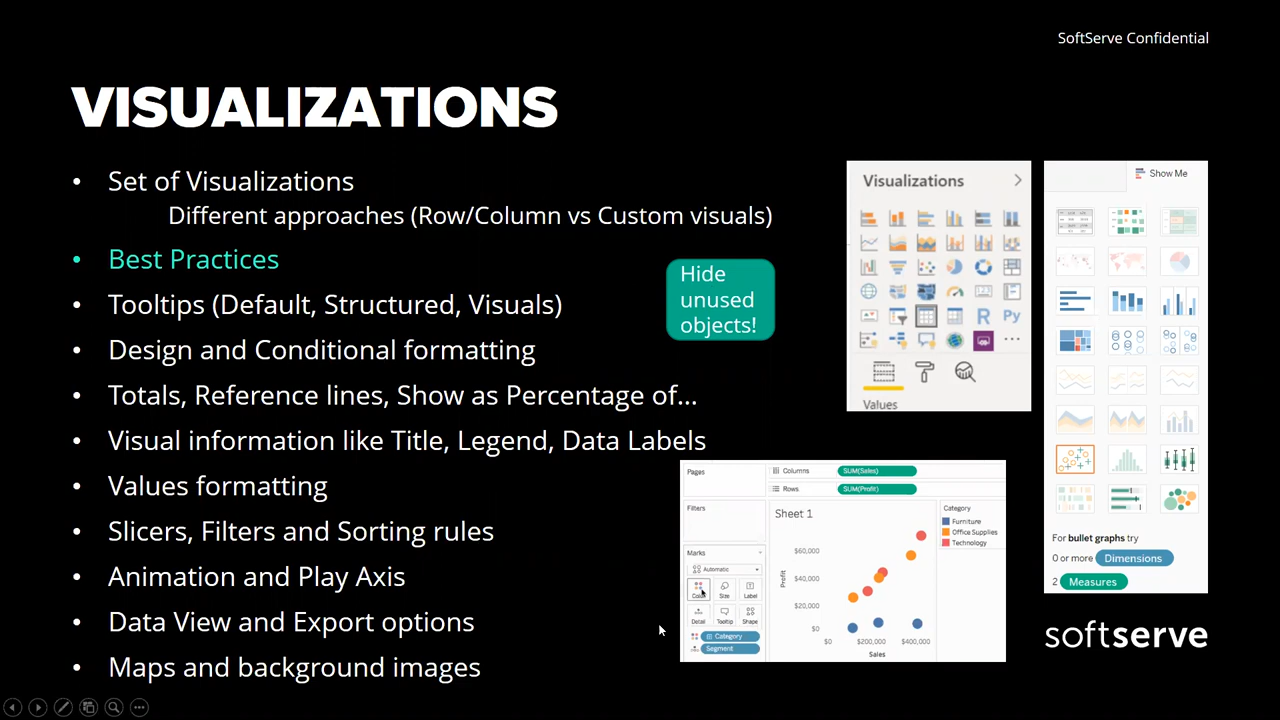 SoftServe Confidential
VISUALIZATIONS
• Set of Visualizations
Different approaches (Row/Column vs Custom visuals)
• Best Practices
• Tooltips (Default, Structured, Visuals)
• Design and Conditional formatting
• Totals, Reference lines, Show as Percentage of...
• Visual information like Title, Legend, Data Labels
• Values formatting
• Slicers, Filters and Sorting rules
• Animation and Play Axis
• Data View and Export options
• Maps and background images
Hide
unused
objects!
Visualizations
R Py
Values
Show Me
For bullet graphs try
0 or more Dimensions
2 Measures
Pages
Columns SUM(Sales)
Rows SUM(Profit)
Filters
Sheet 1
Category
Furniture
Office Supplies
Technology
Marks
Automatic
Size Label
Detail Tooltip Shape
Category
Segment
Profit
$60,000
$40,000
$20,000
$0
$0 $200,000 $400,000
Sales
softserve